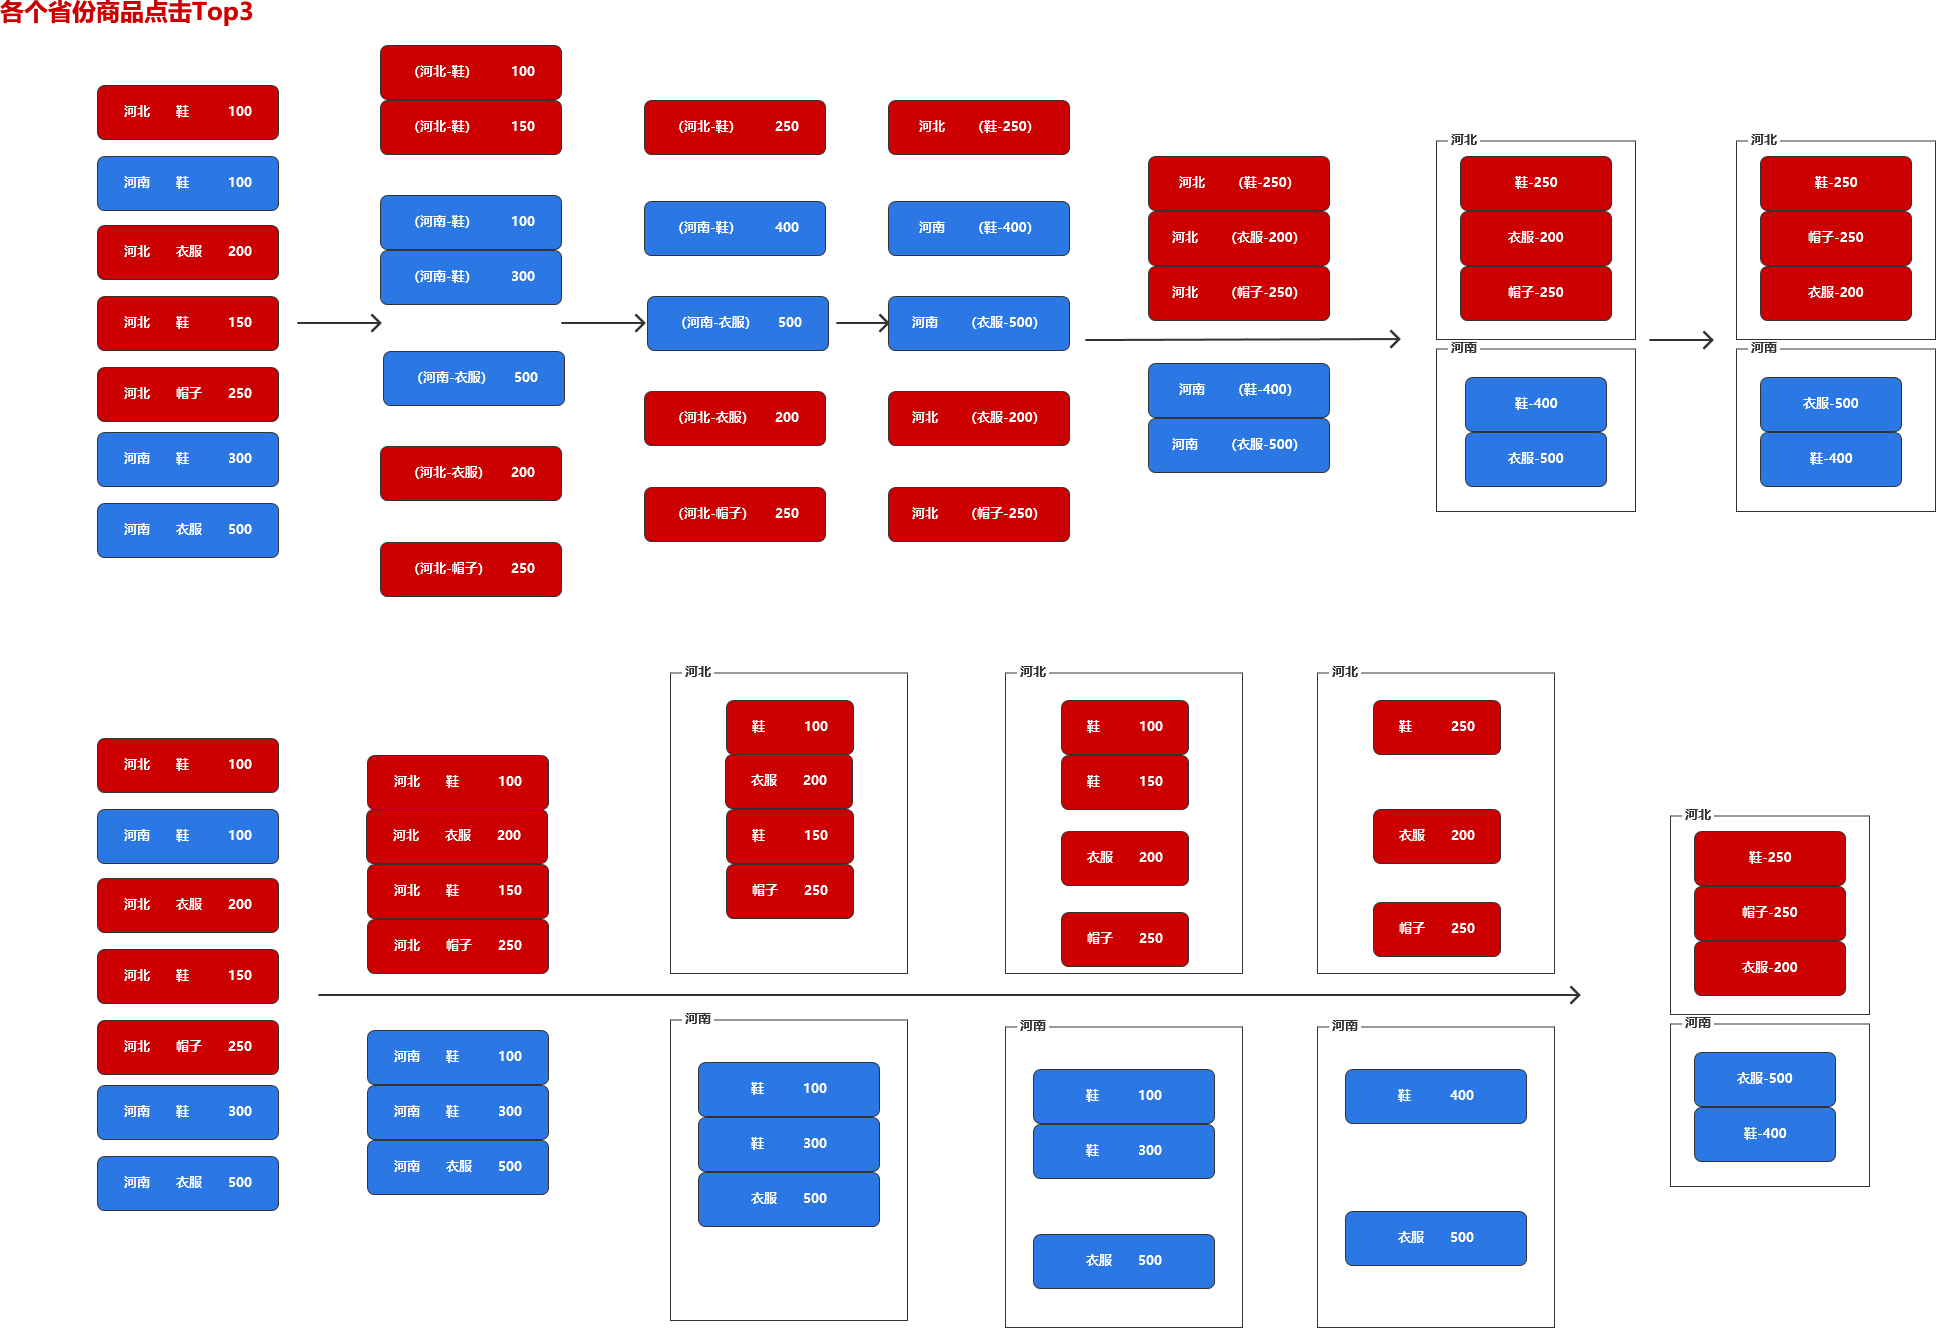 各个省份商品点击Top3
河北 鞋 100
河南 鞋 100
河北 衣服 200
河北 鞋 150
河北 帽子 250
河南 鞋 300
河南 衣服 500
(河北-鞋) 100
(河北-鞋) 150
(河南-鞋) 100
(河南-鞋) 300
(河南-衣服) 500
(河北-衣服) 200
(河北-帽子) 250
(河北-鞋) 250
(河南-鞋) 400
(河南-衣服) 500
(河北-衣服) 200
(河北-帽子) 250
河北 (鞋-250)
河南 (鞋-400)
河南 (衣服-500)
河北 (衣服-200)
河北 (帽子-250)
河北 (鞋-250)
河北 (衣服-200)
河北 (帽子-250)
河南 (鞋-400)
河南 (衣服-500)
河北
鞋-250
衣服-200
帽子-250
河南
鞋-400
衣服-500
河北
鞋-250
帽子-250
衣服-200
河南
衣服-500
鞋-400
河北 鞋 100
河南 鞋 100
河北 衣服 200
河北 鞋 150
河北 帽子 250
河南 鞋 300
河南 衣服 500
河北 鞋 100
河北 衣服 200
河北 鞋 150
河北 帽子 250
河南 鞋 100
河南 鞋 300
河南 衣服 500
河北
鞋 100
衣服 200
鞋 150
帽子 250
河南
鞋 100
鞋 300
衣服 500
河北
鞋 100
鞋 150
衣服 200
帽子 250
河南
鞋 100
鞋 300
衣服 500
河北
鞋 250
衣服 200
帽子 250
河南
鞋 400
衣服 500
河北
鞋-250
帽子-250
衣服-200
河南
衣服-500
鞋-400